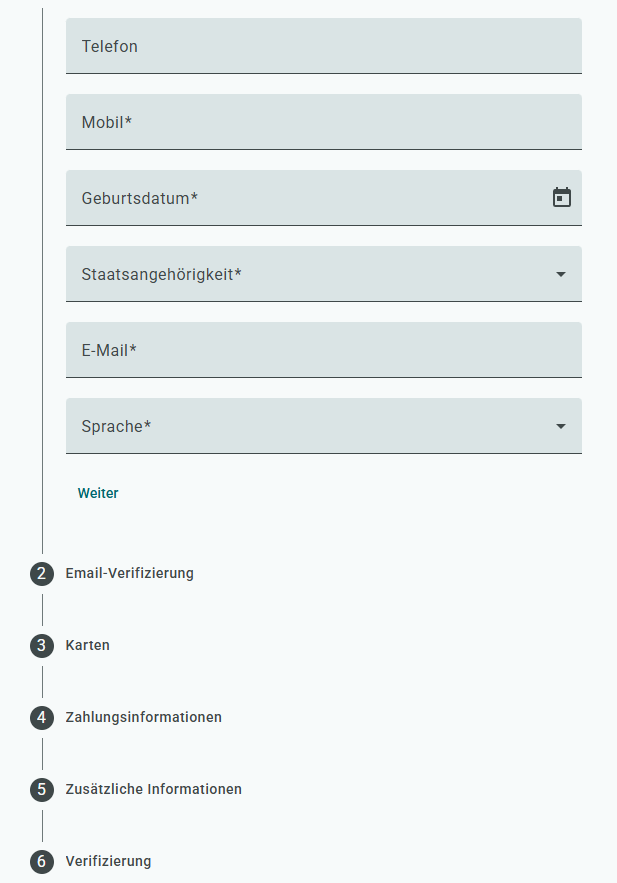 Telefon
Mobil*
Geburtsdatum*
Staatsangehörigkeit*
E-Mail*
Sprache*
Weiter
2 Email-Verifizierung
3 Karten
4 Zahlungsinformationen
5 Zusätzliche Informationen
6 Verifizierung